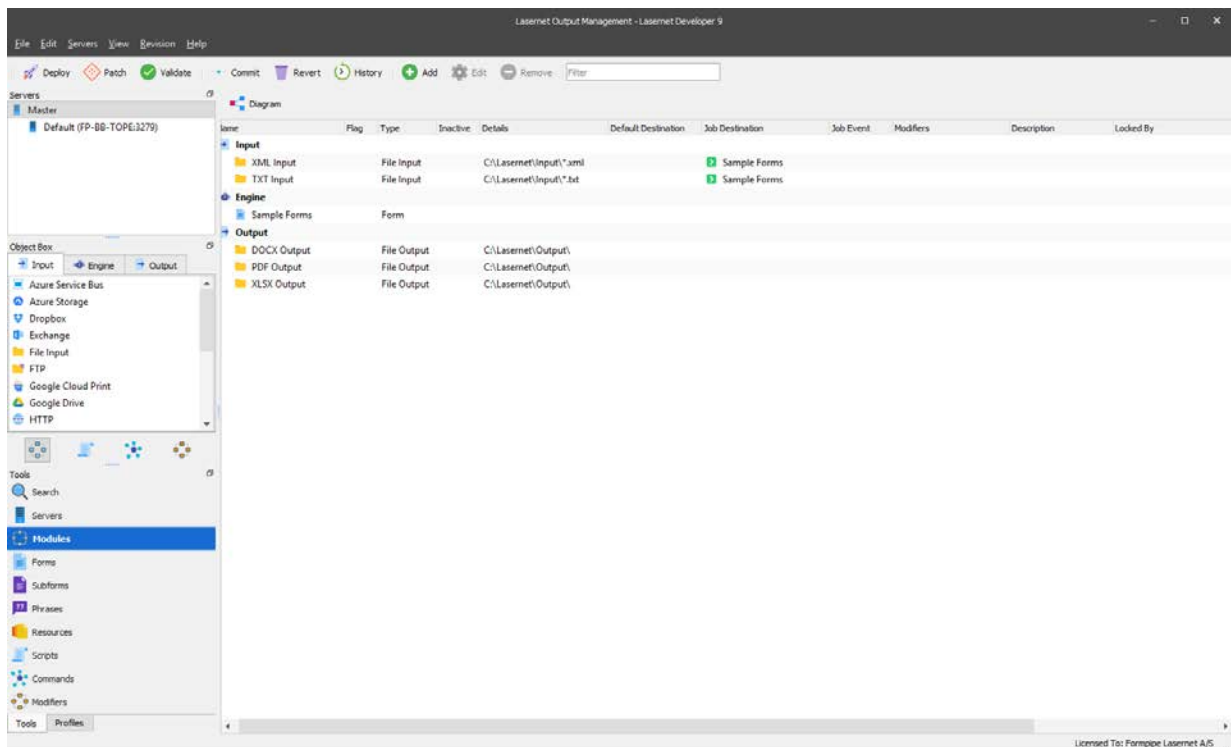 Lasernet Output Management - Lasernet Developer 9
File Edit Servers View Revision Help
Deploy Patch Validate Commit Revert History Add Edit Remove Filter
Servers
Master
Default (FP-BB-TOPE:3279)
Diagram
Name Flag Type Inactive Details Default Destination Job Destination Job Event Modifiers Description Locked By
Input
XML Input File Input C:\Lasernet\Input\*.xml Sample Forms
TXT Input File Input C:\Lasernet\Input\*.txt Sample Forms
Engine
Sample Forms Form
Output
DOCX Output File Output C:\Lasernet\Output\
PDF Output File Output C:\Lasernet\Output\
XLSX Output File Output C:\Lasernet\Output\
Object Box
Input Engine Output
Azure Service Bus
Azure Storage
Dropbox
Exchange
File Input
FTP
Google Cloud Print
Google Drive
HTTP
Tools
Search
Servers
Modules
Forms
Subforms
Phrases
Resources
Scripts
Commands
Modifiers
Tools Profiles
Licensed To: Formpipe Lasernet A/S